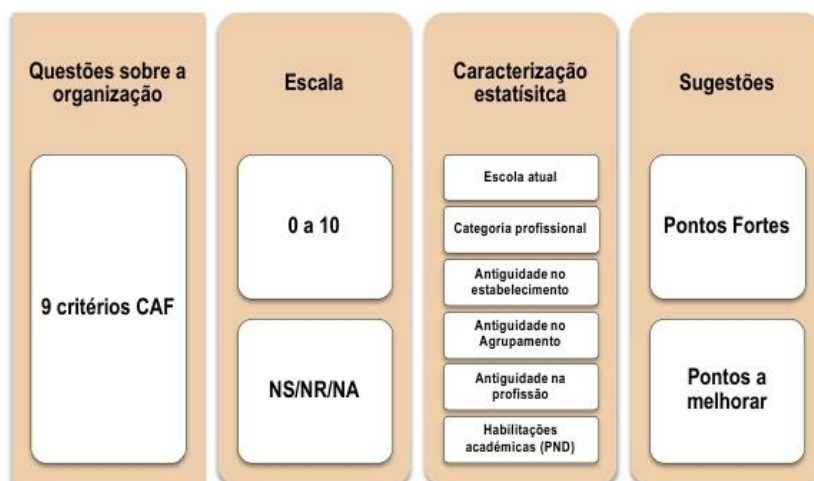 Questões sobre a
organização
9 critérios CAF
Escala
0 a 10
NS/NR/NA
Caracterização
estatísitca
Escola atual
Categoria profissional
Antiguidade no
estabelecimento
Antiguidade no
Agrupamento
Antiguidade na
profissão
Habilitações
académicas (PND)
Sugestões
Pontos Fortes
Pontos a
melhorar